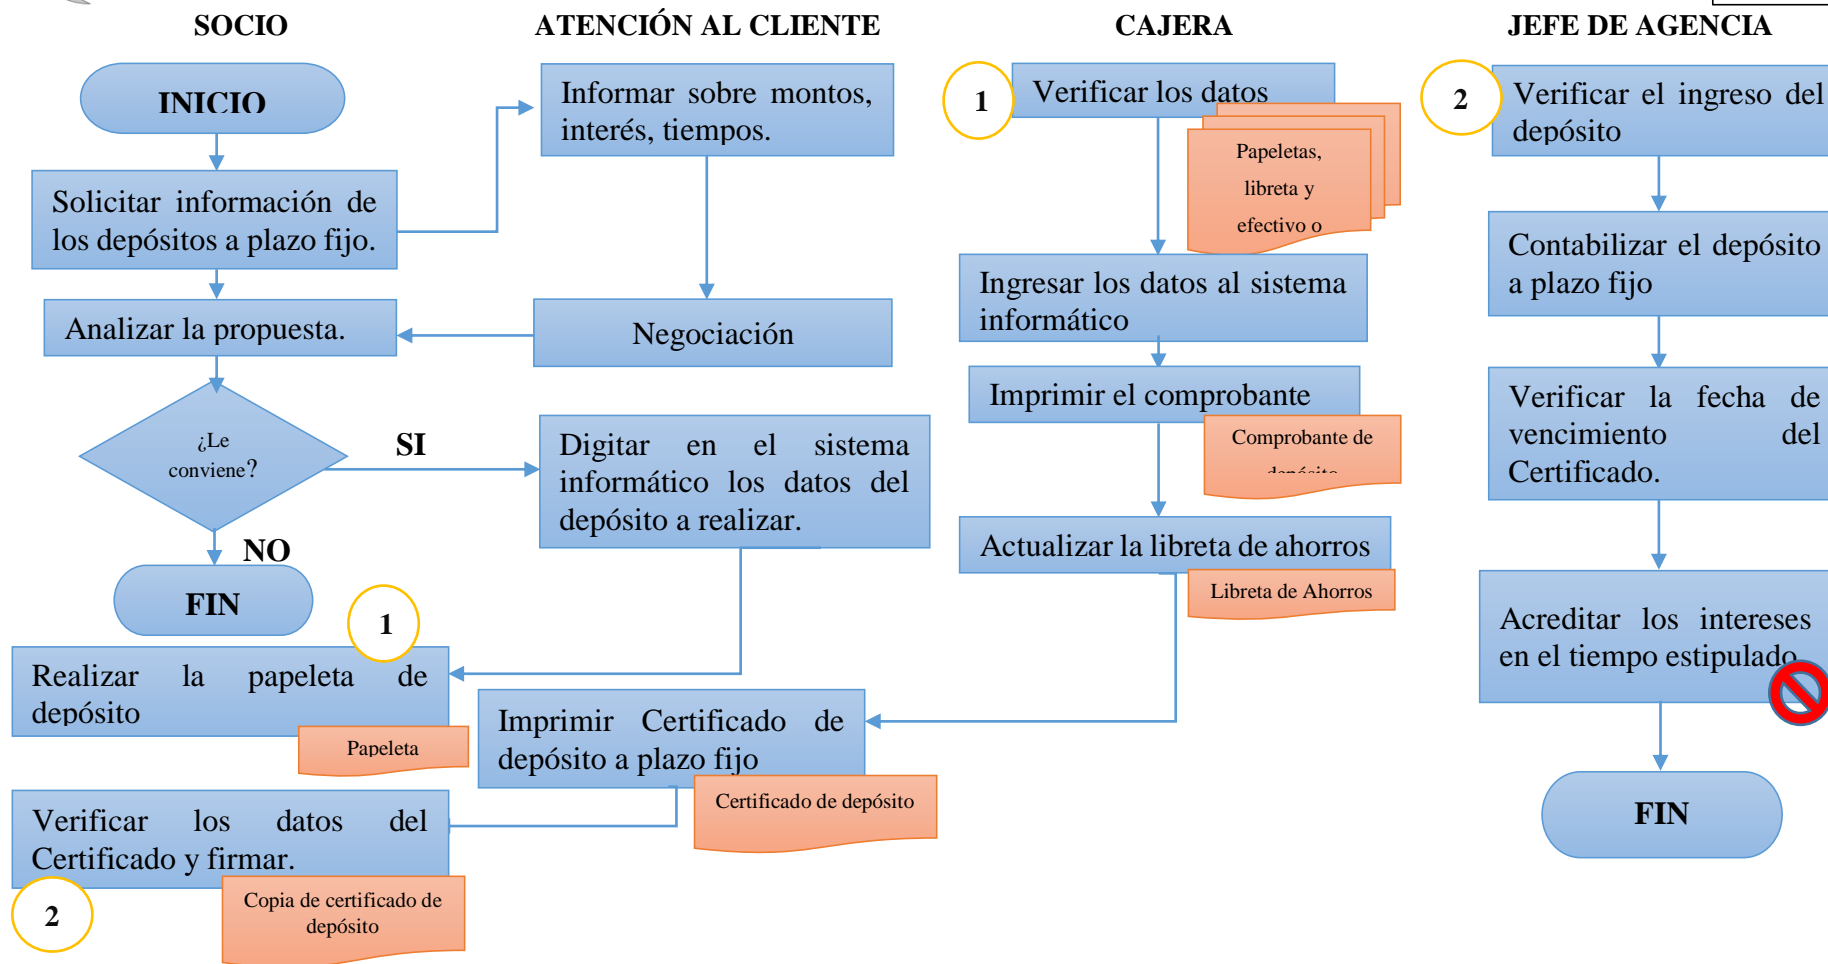 SOCIO
ATENCIÓN AL CLIENTE
CAJERA
JEFE DE AGENCIA
INICIO
Solicitar información de
los depósitos a plazo fijo.
Analizar la propuesta.
¿Le
conviene?
SI
NO
FIN
1
Realizar la papeleta de
depósito
Papeleta
Verificar los datos del
Certificado y firmar.
2
Copia de certificado de
depósito
Informar sobre montos,
interés, tiempos.
Negociación
Digitar en el sistema
informático los datos del
depósito a realizar.
Imprimir Certificado de
depósito a plazo fijo
Certificado de depósito
1
Verificar los datos
Papeletas,
libreta y
efectivo o
Ingresar los datos al sistema
informático
Imprimir el comprobante
Comprobante de
depósito
Actualizar la libreta de ahorros
Libreta de Ahorros
2
Verificar el ingreso del
depósito
Contabilizar el depósito
a plazo fijo
Verificar la fecha de
vencimiento del
Certificado.
Acreditar los intereses
en el tiempo estipulado
FIN